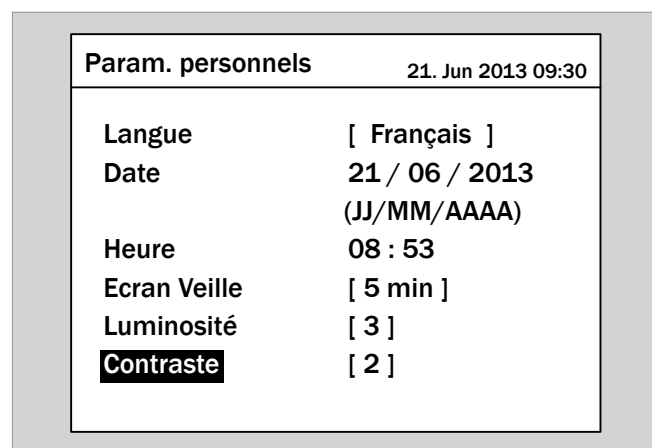 Param. personnels 21. Jun 2013 09:30
Langue [ Français ]
Date 21 / 06 / 2013
(JJ/MM/AAAA)
Heure 08 : 53
Ecran Veille [ 5 min ]
Luminosité [ 3 ]
Contraste [ 2 ]